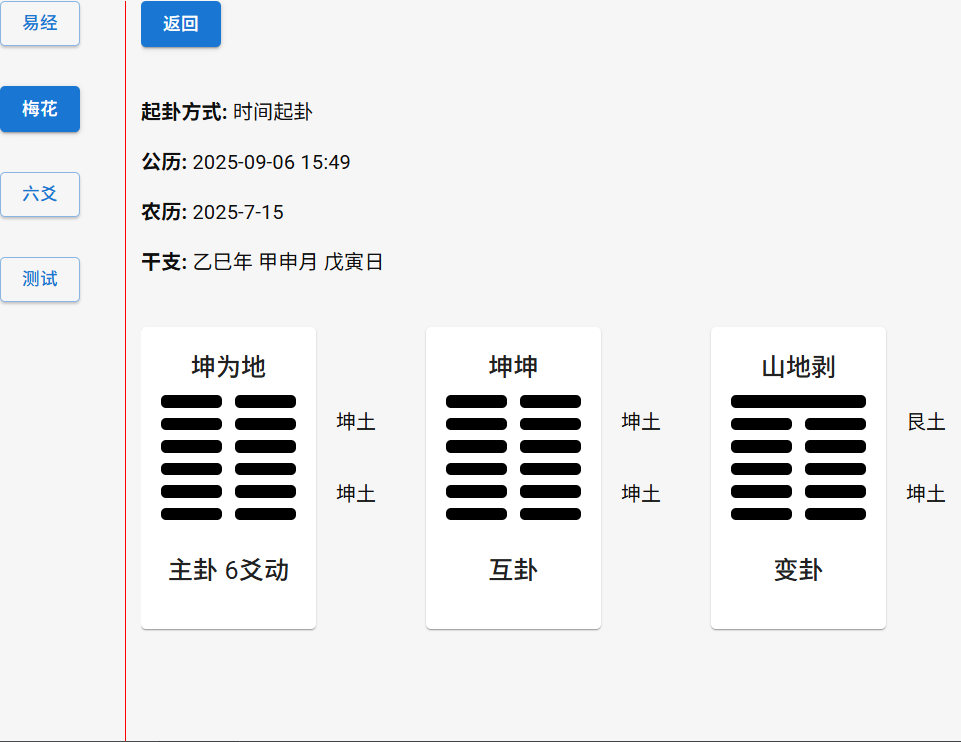 易经
梅花
六爻
测试
返回
起卦方式: 时间起卦
公历: 2025-09-06 15:49
农历: 2025-7-15
干支: 乙巳年 甲申月 戊寅日
坤为地
坤土
坤土
主卦 6爻动
坤坤
坤土
坤土
互卦
山地剥
艮土
坤土
变卦